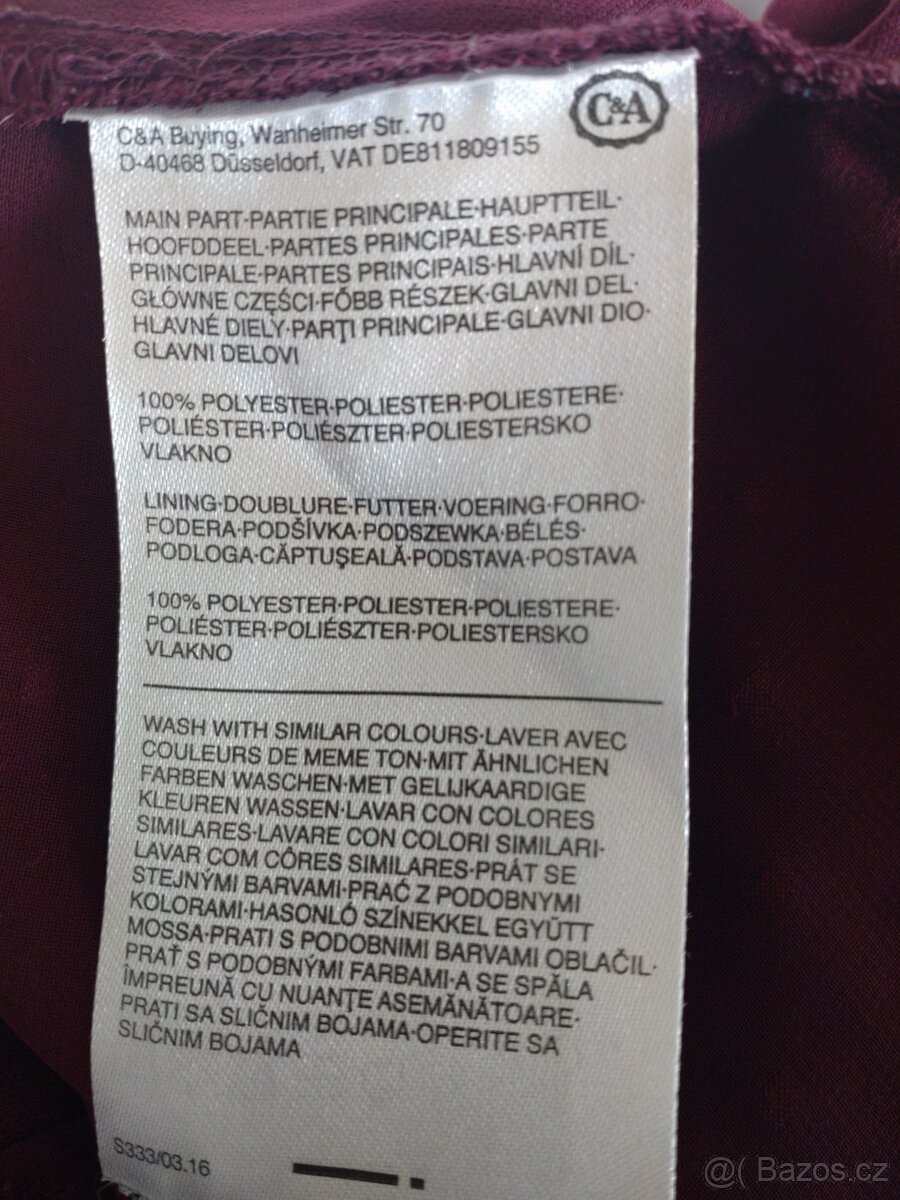 C&A Buying, Wanheimer Str. 70
D-40468 Düsseldorf, VAT DE811809155
C&A
MAIN PART·PARTIE PRINCIPALE·HAUPTTEIL·
HOOFDDEEL·PARTES PRINCIPALES·PARTE
PRINCIPALE·PARTES PRINCIPAIS·HLAVNÍ DÍL·
GŁÓWNE CZĘŚCI·FŐBB RÉSZEK·GLAVNI DEL·
HLAVNÉ DIELY·PARŢI PRINCIPALE·GLAVNI DIO·
GLAVNI DELOVI
100% POLYESTER·POLIESTER·POLIESTERE·
POLIÉSTER·POLIÉSZTER·POLIESTERSKO
VLAKNO
LINING·DOUBLURE·FUTTER·VOERING·FORRO·
FODERA·PODŠÍVKA·PODSZEWKA·BÉLÉS·
PODLOGA·CĂPTUŞEALĂ·PODSTAVA·POSTAVA
100% POLYESTER·POLIESTER·POLIESTERE·
POLIÉSTER·POLIÉSZTER·POLIESTERSKO
VLAKNO
WASH WITH SIMILAR COLOURS·LAVER AVEC
COULEURS DE MEME TON·MIT ÄHNLICHEN
FARBEN WASCHEN·MET GELIJKAARDIGE
KLEUREN WASSEN·LAVAR CON COLORES
SIMILARES·LAVARE CON COLORI SIMILARI·
LAVAR COM CÔRES SIMILARES·PRÁT SE
STEJNÝMI BARVAMI·PRAĆ Z PODOBNYMI
KOLORAMI·HASONLÓ SZÍNEKKEL EGYÜTT
MOSSA·PRATI S PODOBNIMI BARVAMI OBLAČIL·
PRAŤ S PODOBNÝMI FARBAMI·A SE SPĂLA
ÎMPREUNĂ CU NUANŢE ASEMĂNĂTOARE·
PRATI SA SLIČNIM BOJAMA·OPERITE SA
SLIČNIM BOJAMA
S333/03.16
@( Bazos.cz